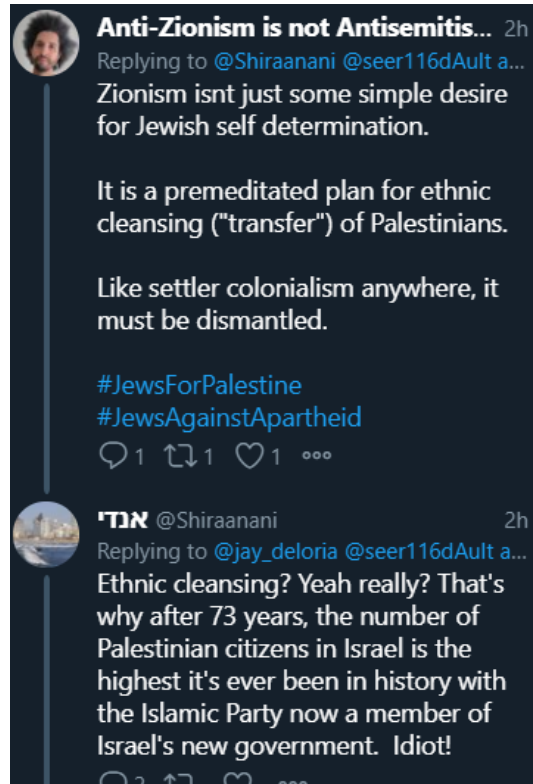 Anti-Zionism is not Antisemitis... 2h
Replying to @Shiraanani @seer116dAult a...
Zionism isnt just some simple desire
for Jewish self determination.
It is a premeditated plan for ethnic
cleansing ("transfer") of Palestinians.
Like settler colonialism anywhere, it
must be dismantled.
#JewsForPalestine
#JewsAgainstApartheid
1 1 1
אנדי @Shiraanani 2h
Replying to @jay_deloria @seer116dAult a...
Ethnic cleansing? Yeah really? That's
why after 73 years, the number of
Palestinian citizens in Israel is the
highest it's ever been in history with
the Islamic Party now a member of
Israel's new government.  Idiot!